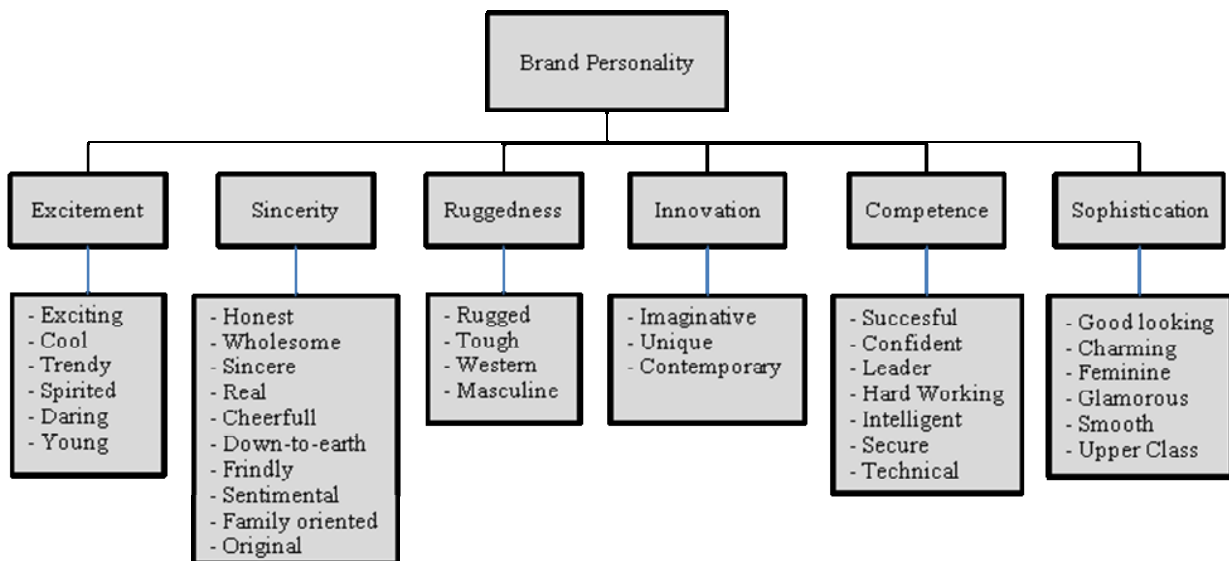 Brand Personality
Excitement
Sincerity
Ruggedness
Innovation
Competence
Sophistication
- Exciting
- Cool
- Trendy
- Spirited
- Daring
- Young
- Honest
- Wholesome
- Sincere
- Real
- Cheerfull
- Down-to-earth
- Frindly
- Sentimental
- Family oriented
- Original
- Rugged
- Tough
- Western
- Masculine
- Imaginative
- Unique
- Contemporary
- Succesful
- Confident
- Leader
- Hard Working
- Intelligent
- Secure
- Technical
- Good looking
- Charming
- Feminine
- Glamorous
- Smooth
- Upper Class